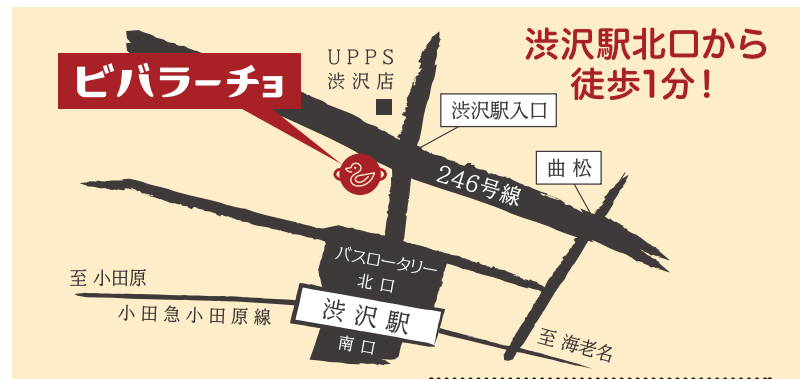 渋沢駅北口から
徒歩1分！
ビバラーチョ
UPPS
渋沢店
渋沢駅入口
246号線
曲松
バスロータリー
北口
至 小田原
小田急小田原線
渋沢駅
南口
至 海老名